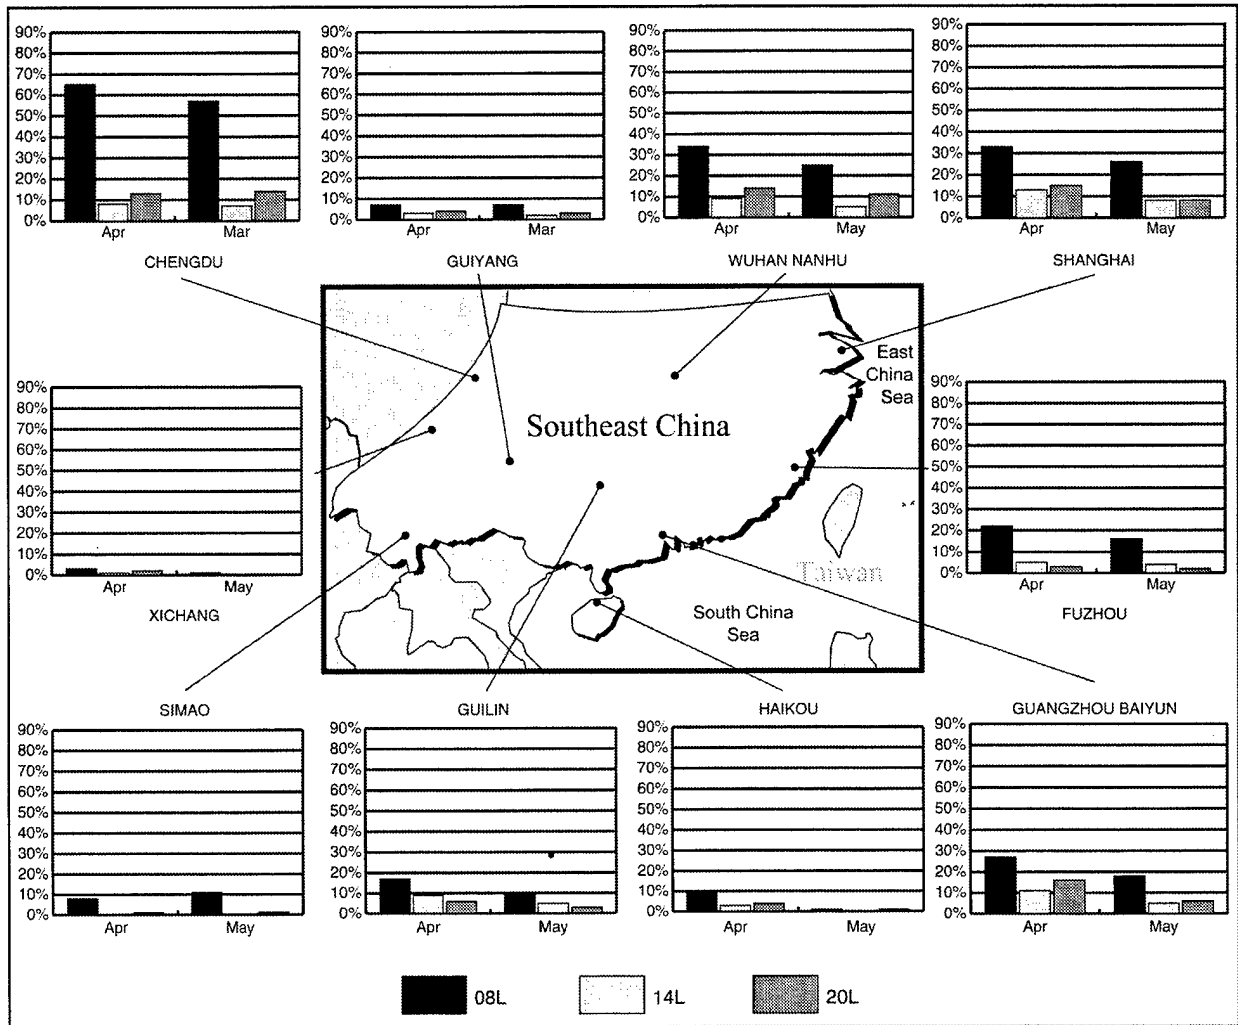 90%
80%
70%
60%
50%
40%
30%
20%
10%
0%
Apr
Mar
CHENGDU
90%
80%
70%
60%
50%
40%
30%
20%
10%
0%
Apr
Mar
GUIYANG
90%
80%
70%
60%
50%
40%
30%
20%
10%
0%
Apr
May
WUHAN NANHU
90%
80%
70%
60%
50%
40%
30%
20%
10%
0%
Apr
May
SHANGHAI
90%
80%
70%
60%
50%
40%
30%
20%
10%
0%
Apr
May
XICHANG
East
China
Sea
Southeast China
Taiwan
South China
Sea
90%
80%
70%
60%
50%
40%
30%
20%
10%
0%
Apr
May
FUZHOU
SIMAO
90%
80%
70%
60%
50%
40%
30%
20%
10%
0%
Apr
May
GUILIN
90%
80%
70%
60%
50%
40%
30%
20%
10%
0%
Apr
May
HAIKOU
90%
80%
70%
60%
50%
40%
30%
20%
10%
0%
Apr
May
GUANGZHOU BAIYUN
90%
80%
70%
60%
50%
40%
30%
20%
10%
0%
Apr
May
08L
14L
20L